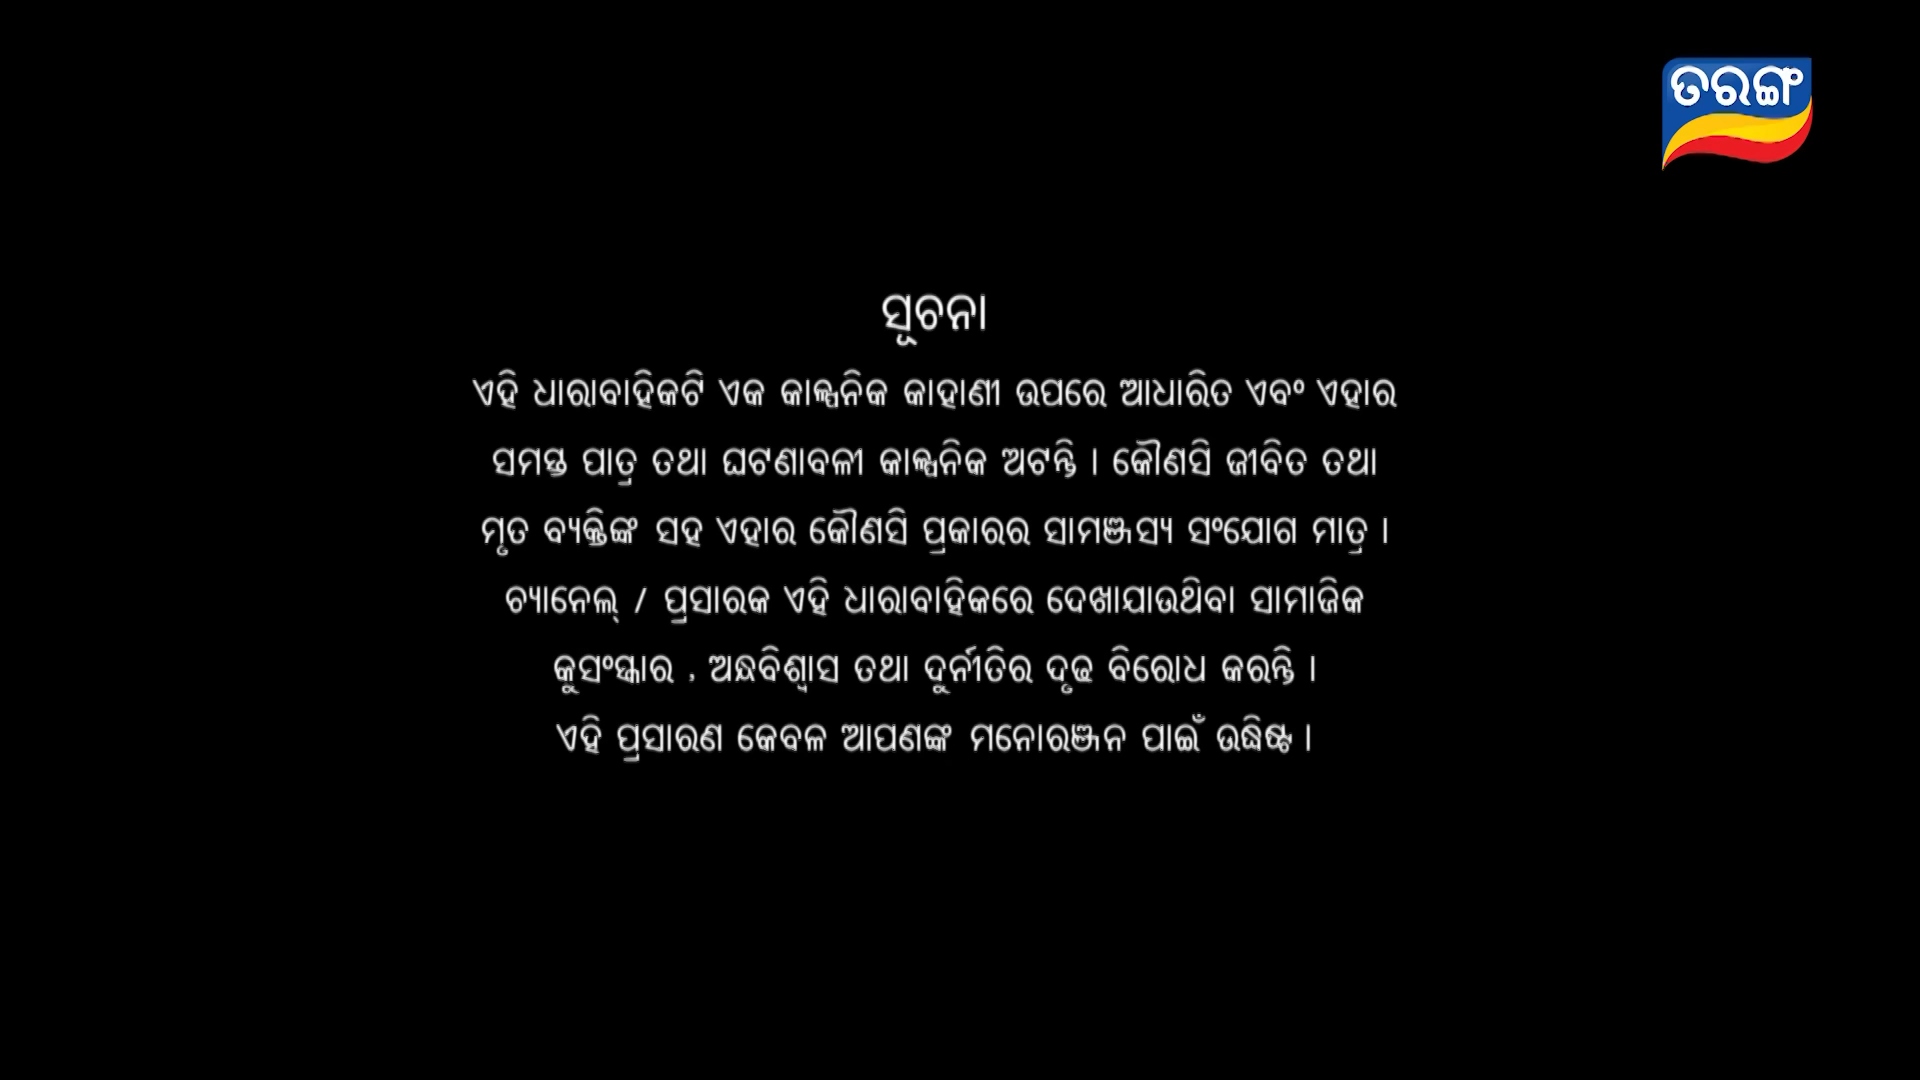 ତରଙ୍ଗ
ସୂଚନା
ଏହି ଧାରାବାହିକଟି ଏକ କାଳ୍ପନିକ କାହାଣୀ ଉପରେ ଆଧାରିତ ଏବଂ ଏହାର
ସମସ୍ତ ପାତ୍ର ତଥା ଘଟଣାବଳୀ କାଳ୍ପନିକ ଅଟନ୍ତି । କୌଣସି ଜୀବିତ ତଥା
ମୃତ ବ୍ୟକ୍ତିଙ୍କ ସହ ଏହାର କୌଣସି ପ୍ରକାରର ସାମଞ୍ଜସ୍ୟ ସଂଯୋଗ ମାତ୍ର ।
ଚ୍ୟାନେଲ୍ / ପ୍ରସାରକ ଏହି ଧାରାବାହିକରେ ଦେଖାଯାଉଥିବା ସାମାଜିକ
କୁସଂସ୍କାର , ଅନ୍ଧବିଶ୍ୱାସ ତଥା ଦୁର୍ନୀତିର ଦୃଢ ବିରୋଧ କରନ୍ତି ।
ଏହି ପ୍ରସାରଣ କେବଳ ଆପଣଙ୍କ ମନୋରଞ୍ଜନ ପାଇଁ ଉଦ୍ଧିଷ୍ଟ ।